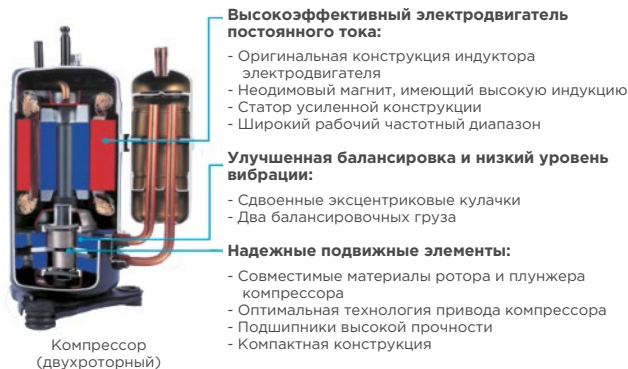 Высокоэффективный электродвигатель
постоянного тока:
- Оригинальная конструкция индуктора
электродвигателя
- Неодимовый магнит, имеющий высокую индукцию
- Статор усиленной конструкции
- Широкий рабочий частотный диапазон
Улучшенная балансировка и низкий уровень
вибрации:
- Сдвоенные эксцентриковые кулачки
- Два балансировочных груза
Надежные подвижные элементы:
- Совместимые материалы ротора и плунжера
компрессора
- Оптимальная технология привода компрессора
- Подшипники высокой прочности
- Компактная конструкция
Компрессор
(двухроторный)